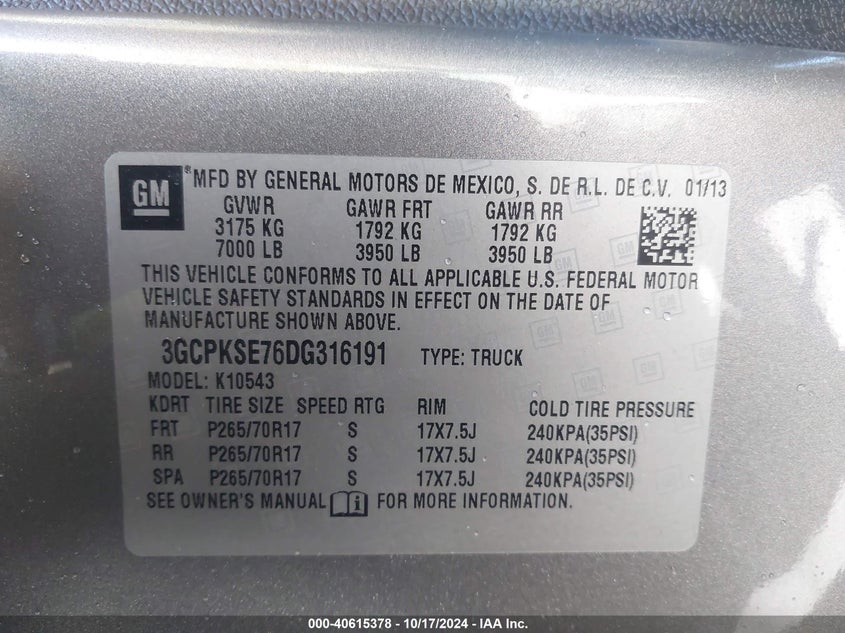 GM ® MFD BY GENERAL MOTORS DE MEXICO, S. DE R.L. DE C.V. 01/13
GVWR GAWR FRT GAWR RR
3175 KG 1792 KG 1792 KG
7000 LB 3950 LB 3950 LB
THIS VEHICLE CONFORMS TO ALL APPLICABLE U.S. FEDERAL MOTOR
VEHICLE SAFETY STANDARDS IN EFFECT ON THE DATE OF
MANUFACTURE SHOWN ABOVE.
3GCPKSE76DG316191 TYPE: TRUCK
MODEL: K10543
KDRT TIRE SIZE SPEED RTG RIM COLD TIRE PRESSURE
FRT P265/70R17 S 17X7.5J 240KPA(35PSI)
RR P265/70R17 S 17X7.5J 240KPA(35PSI)
SPA P265/70R17 S 17X7.5J 240KPA(35PSI)
SEE OWNER'S MANUAL i FOR MORE INFORMATION.
000-40615378 - 10/17/2024 - IAA Inc.